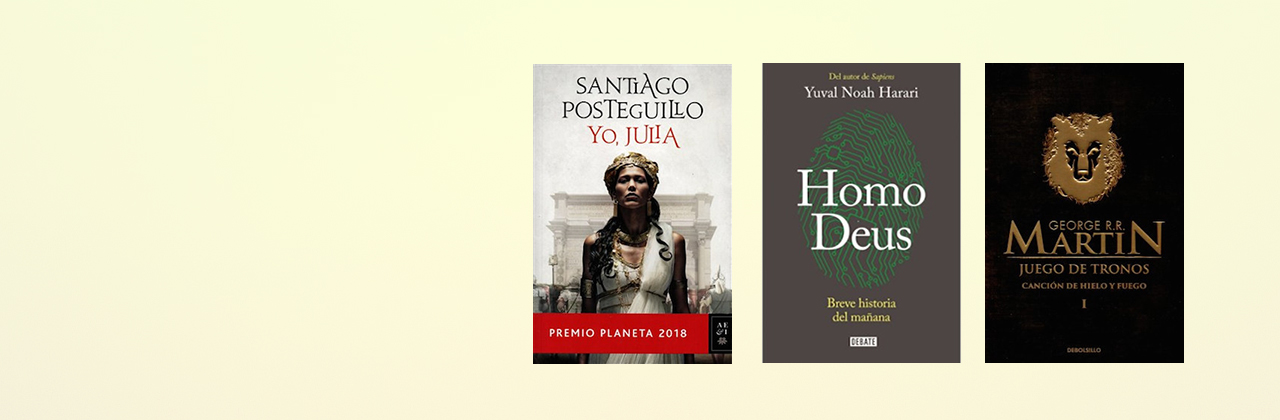 SANTIAGO
POSTEGUILLO
YO, JULIA
PREMIO PLANETA 2018
AE
&I
Del autor de Sapiens
Yuval Noah Harari
Homo
Deus
Breve historia
del mañana
DEBATE
GEORGE R.R.
MARTIN
JUEGO DE TRONOS
CANCIÓN DE HIELO Y FUEGO
I
DEBOLSILLO